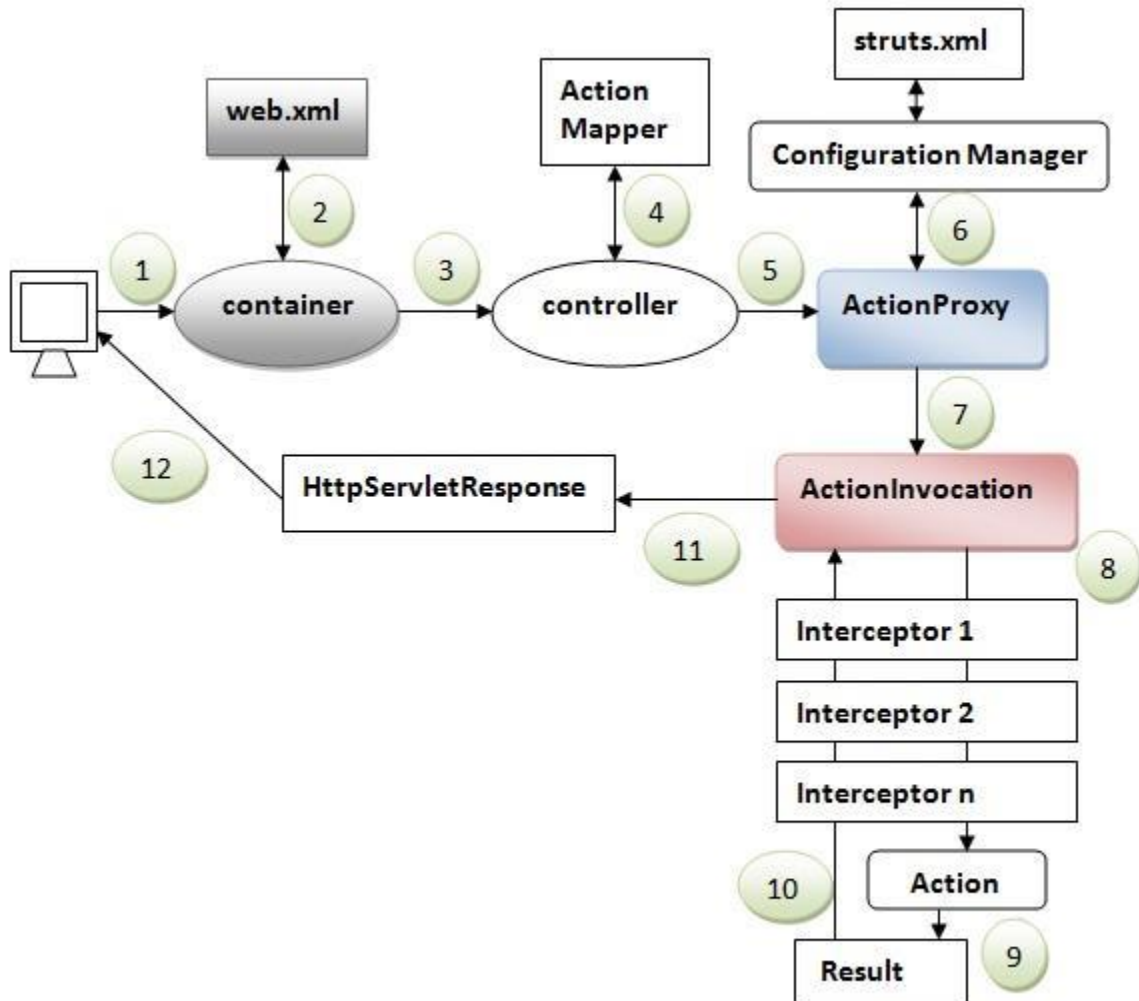 struts.xml
web.xml
Action
Mapper
Configuration Manager
2
4
6
1
3
5
container
controller
ActionProxy
7
12
HttpServletResponse
ActionInvocation
11
8
Interceptor 1
Interceptor 2
Interceptor n
10
Action
9
Result